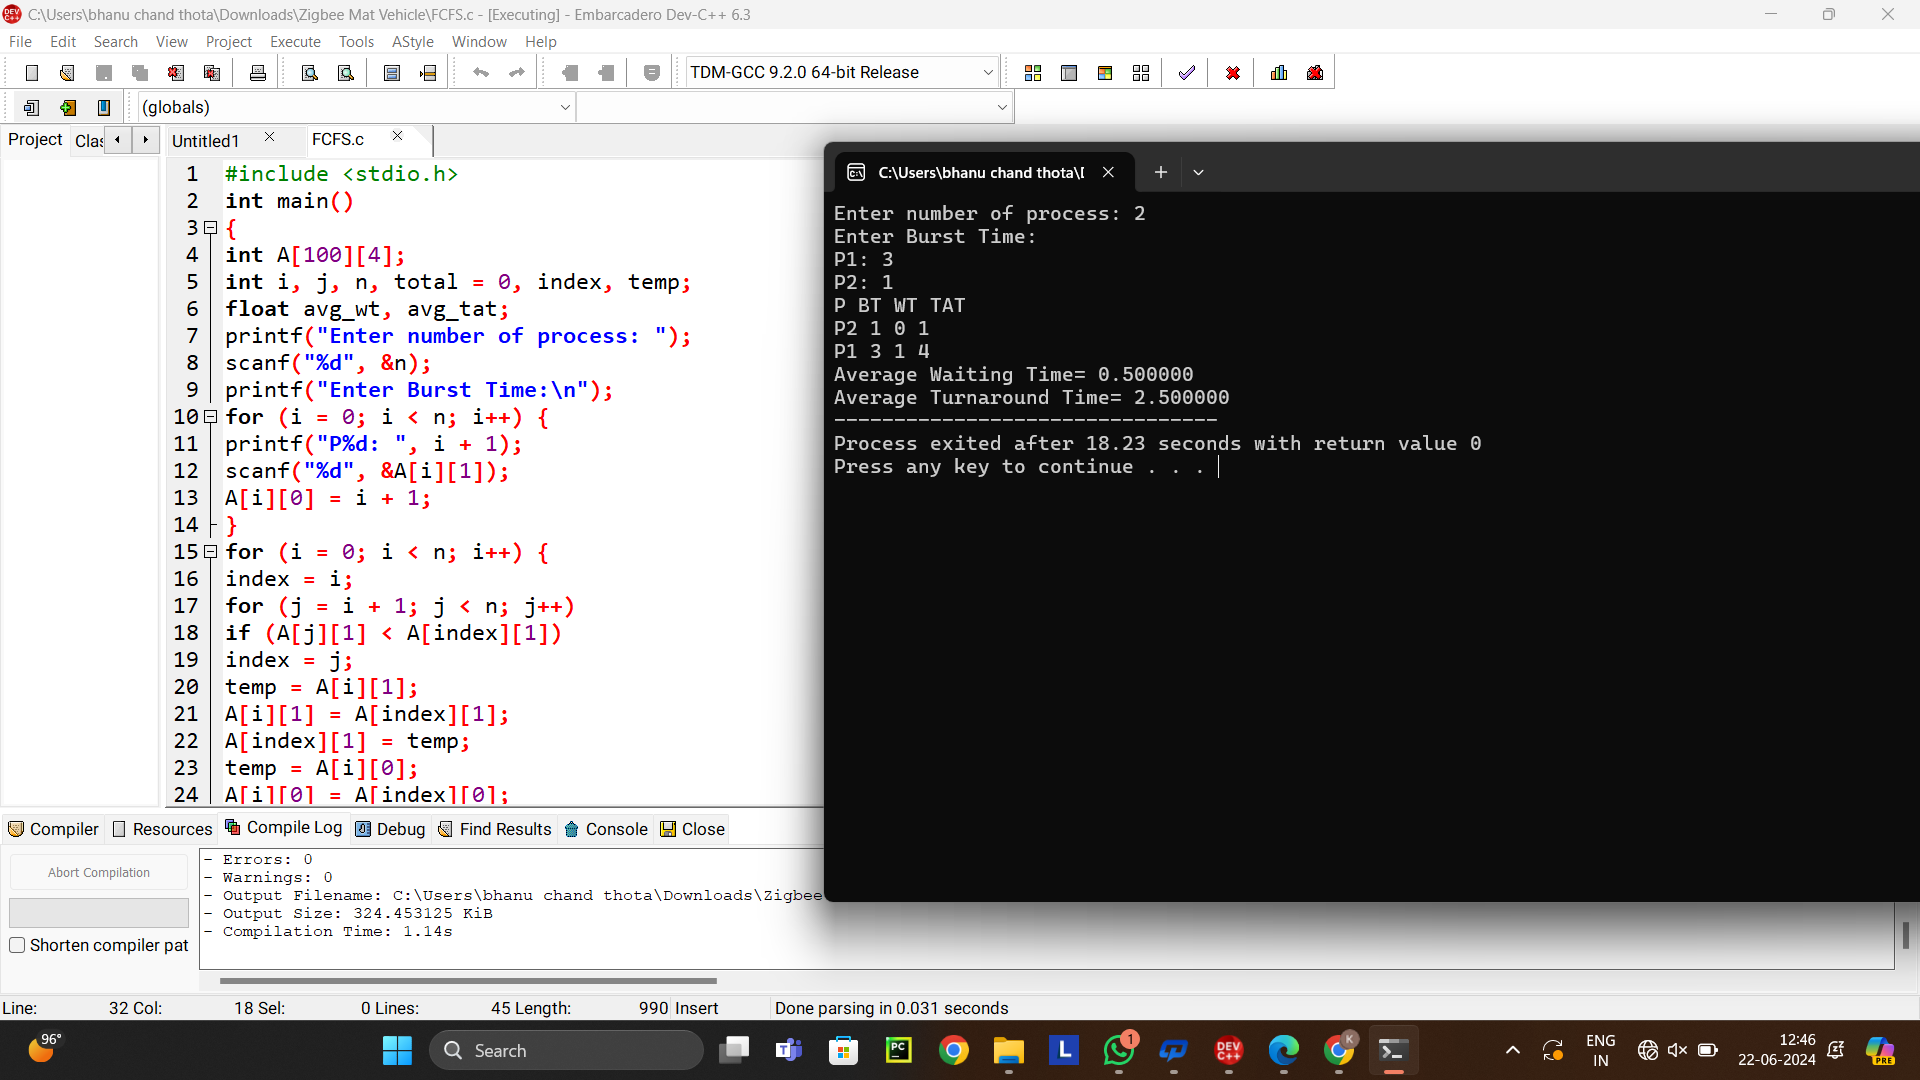 C:\Users\bhanu chand thota\Downloads\Zigbee Mat Vehicle\FCFS.c - [Executing] - Embarcadero Dev-C++ 6.3
File Edit Search View Project Execute Tools AStyle Window Help
TDM-GCC 9.2.0 64-bit Release
(globals)
Project Clas Untitled1 FCFS.c
1 #include <stdio.h>
2 int main()
3 {
4 int A[100][4];
5 int i, j, n, total = 0, index, temp;
6 float avg_wt, avg_tat;
7 printf("Enter number of process: ");
8 scanf("%d", &n);
9 printf("Enter Burst Time:\n");
10 for (i = 0; i < n; i++) {
11 printf("P%d: ", i + 1);
12 scanf("%d", &A[i][1]);
13 A[i][0] = i + 1;
14 }
15 for (i = 0; i < n; i++) {
16 index = i;
17 for (j = i + 1; j < n; j++)
18 if (A[j][1] < A[index][1])
19 index = j;
20 temp = A[i][1];
21 A[i][1] = A[index][1];
22 A[index][1] = temp;
23 temp = A[i][0];
24 A[i][0] = A[index][0];
C:\Users\bhanu chand thota\[
Enter number of process: 2
Enter Burst Time:
P1: 3
P2: 1
P BT WT TAT
P2 1 0 1
P1 3 1 4
Average Waiting Time= 0.500000
Average Turnaround Time= 2.500000
--------------------------------
Process exited after 18.23 seconds with return value 0
Press any key to continue . . .
Compiler Resources Compile Log Debug Find Results Console Close
Abort Compilation
Shorten compiler pat
- Errors: 0
- Warnings: 0
- Output Filename: C:\Users\bhanu chand thota\Downloads\Zigbee
- Output Size: 324.453125 KiB
- Compilation Time: 1.14s
Line: 32 Col: 18 Sel: 0 Lines: 45 Length: 990 Insert Done parsing in 0.031 seconds
96°
Search
PC
L
1
DEV C++
K
ENG
IN
12:46
22-06-2024
PRE